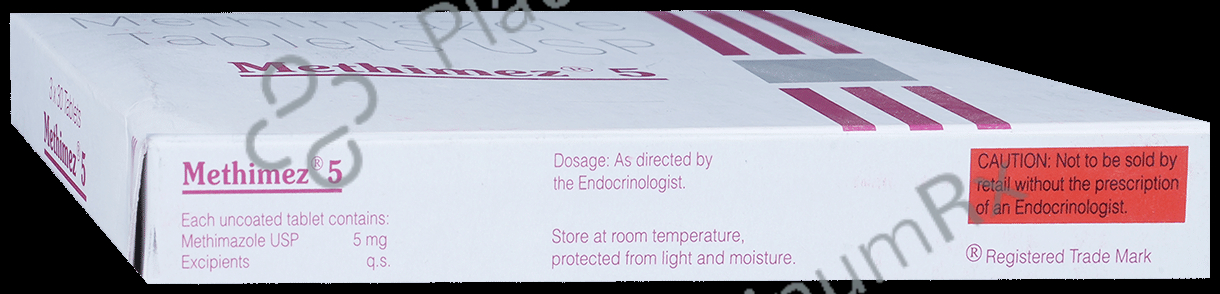 Methimazole
Tablets USP
Methimez® 5
3 x 30 Tablets
Methimez® 5
Methimez® 5
Each uncoated tablet contains:
Methimazole USP 5 mg
Excipients q.s.
Dosage: As directed by
the Endocrinologist.
Store at room temperature,
protected from light and moisture.
CAUTION: Not to be sold by
retail without the prescription
of an Endocrinologist.
® Registered Trade Mark
PlatinumRx